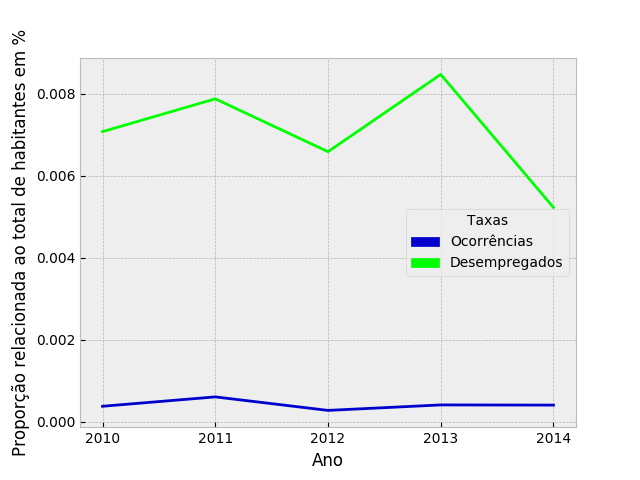 Proporção relacionada ao total de habitantes em %
0.008
0.006
0.004
0.002
0.000
Taxas
Ocorrências
Desempregados
2010 2011 2012 2013 2014
Ano